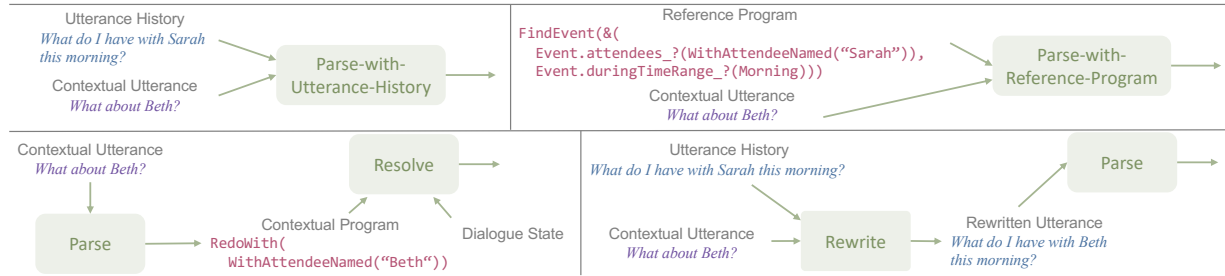 Utterance History
What do I have with Sarah
this morning?
Contextual Utterance
What about Beth?
Parse-with-
Utterance-History
Reference Program
FindEvent(&(
Event.attendees_?(WithAttendeeNamed(“Sarah”)),
Event.duringTimeRange_?(Morning)))
Contextual Utterance
What about Beth?
Parse-with-
Reference-Program
Contextual Utterance
What about Beth?
Parse
Contextual Program
RedoWith(
WithAttendeeNamed(“Beth“))
Resolve
Dialogue State
Utterance History
What do I have with Sarah this morning?
Contextual Utterance
What about Beth?
Rewrite
Rewritten Utterance
What do I have with Beth
this morning?
Parse